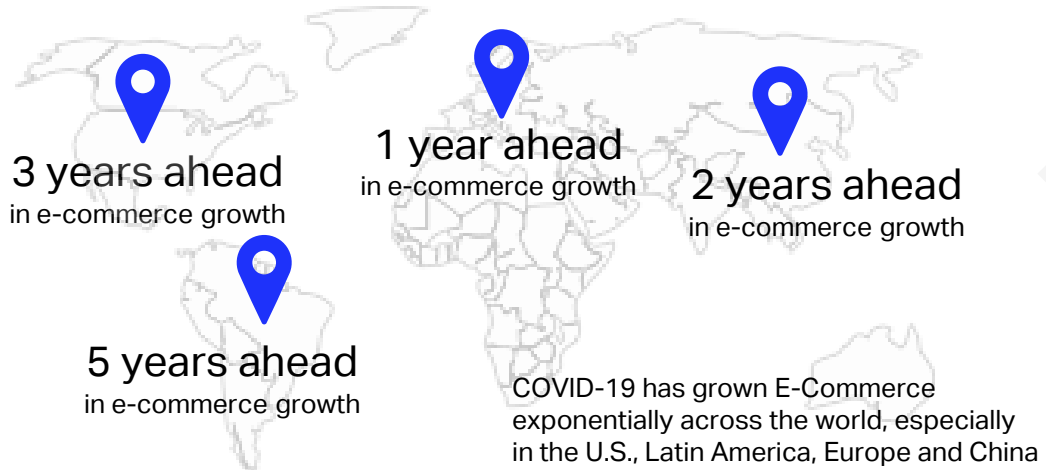 3 years ahead
in e-commerce growth
1 year ahead
in e-commerce growth
2 years ahead
in e-commerce growth
5 years ahead
in e-commerce growth
COVID-19 has grown E-Commerce
exponentially across the world, especially
in the U.S., Latin America, Europe and China